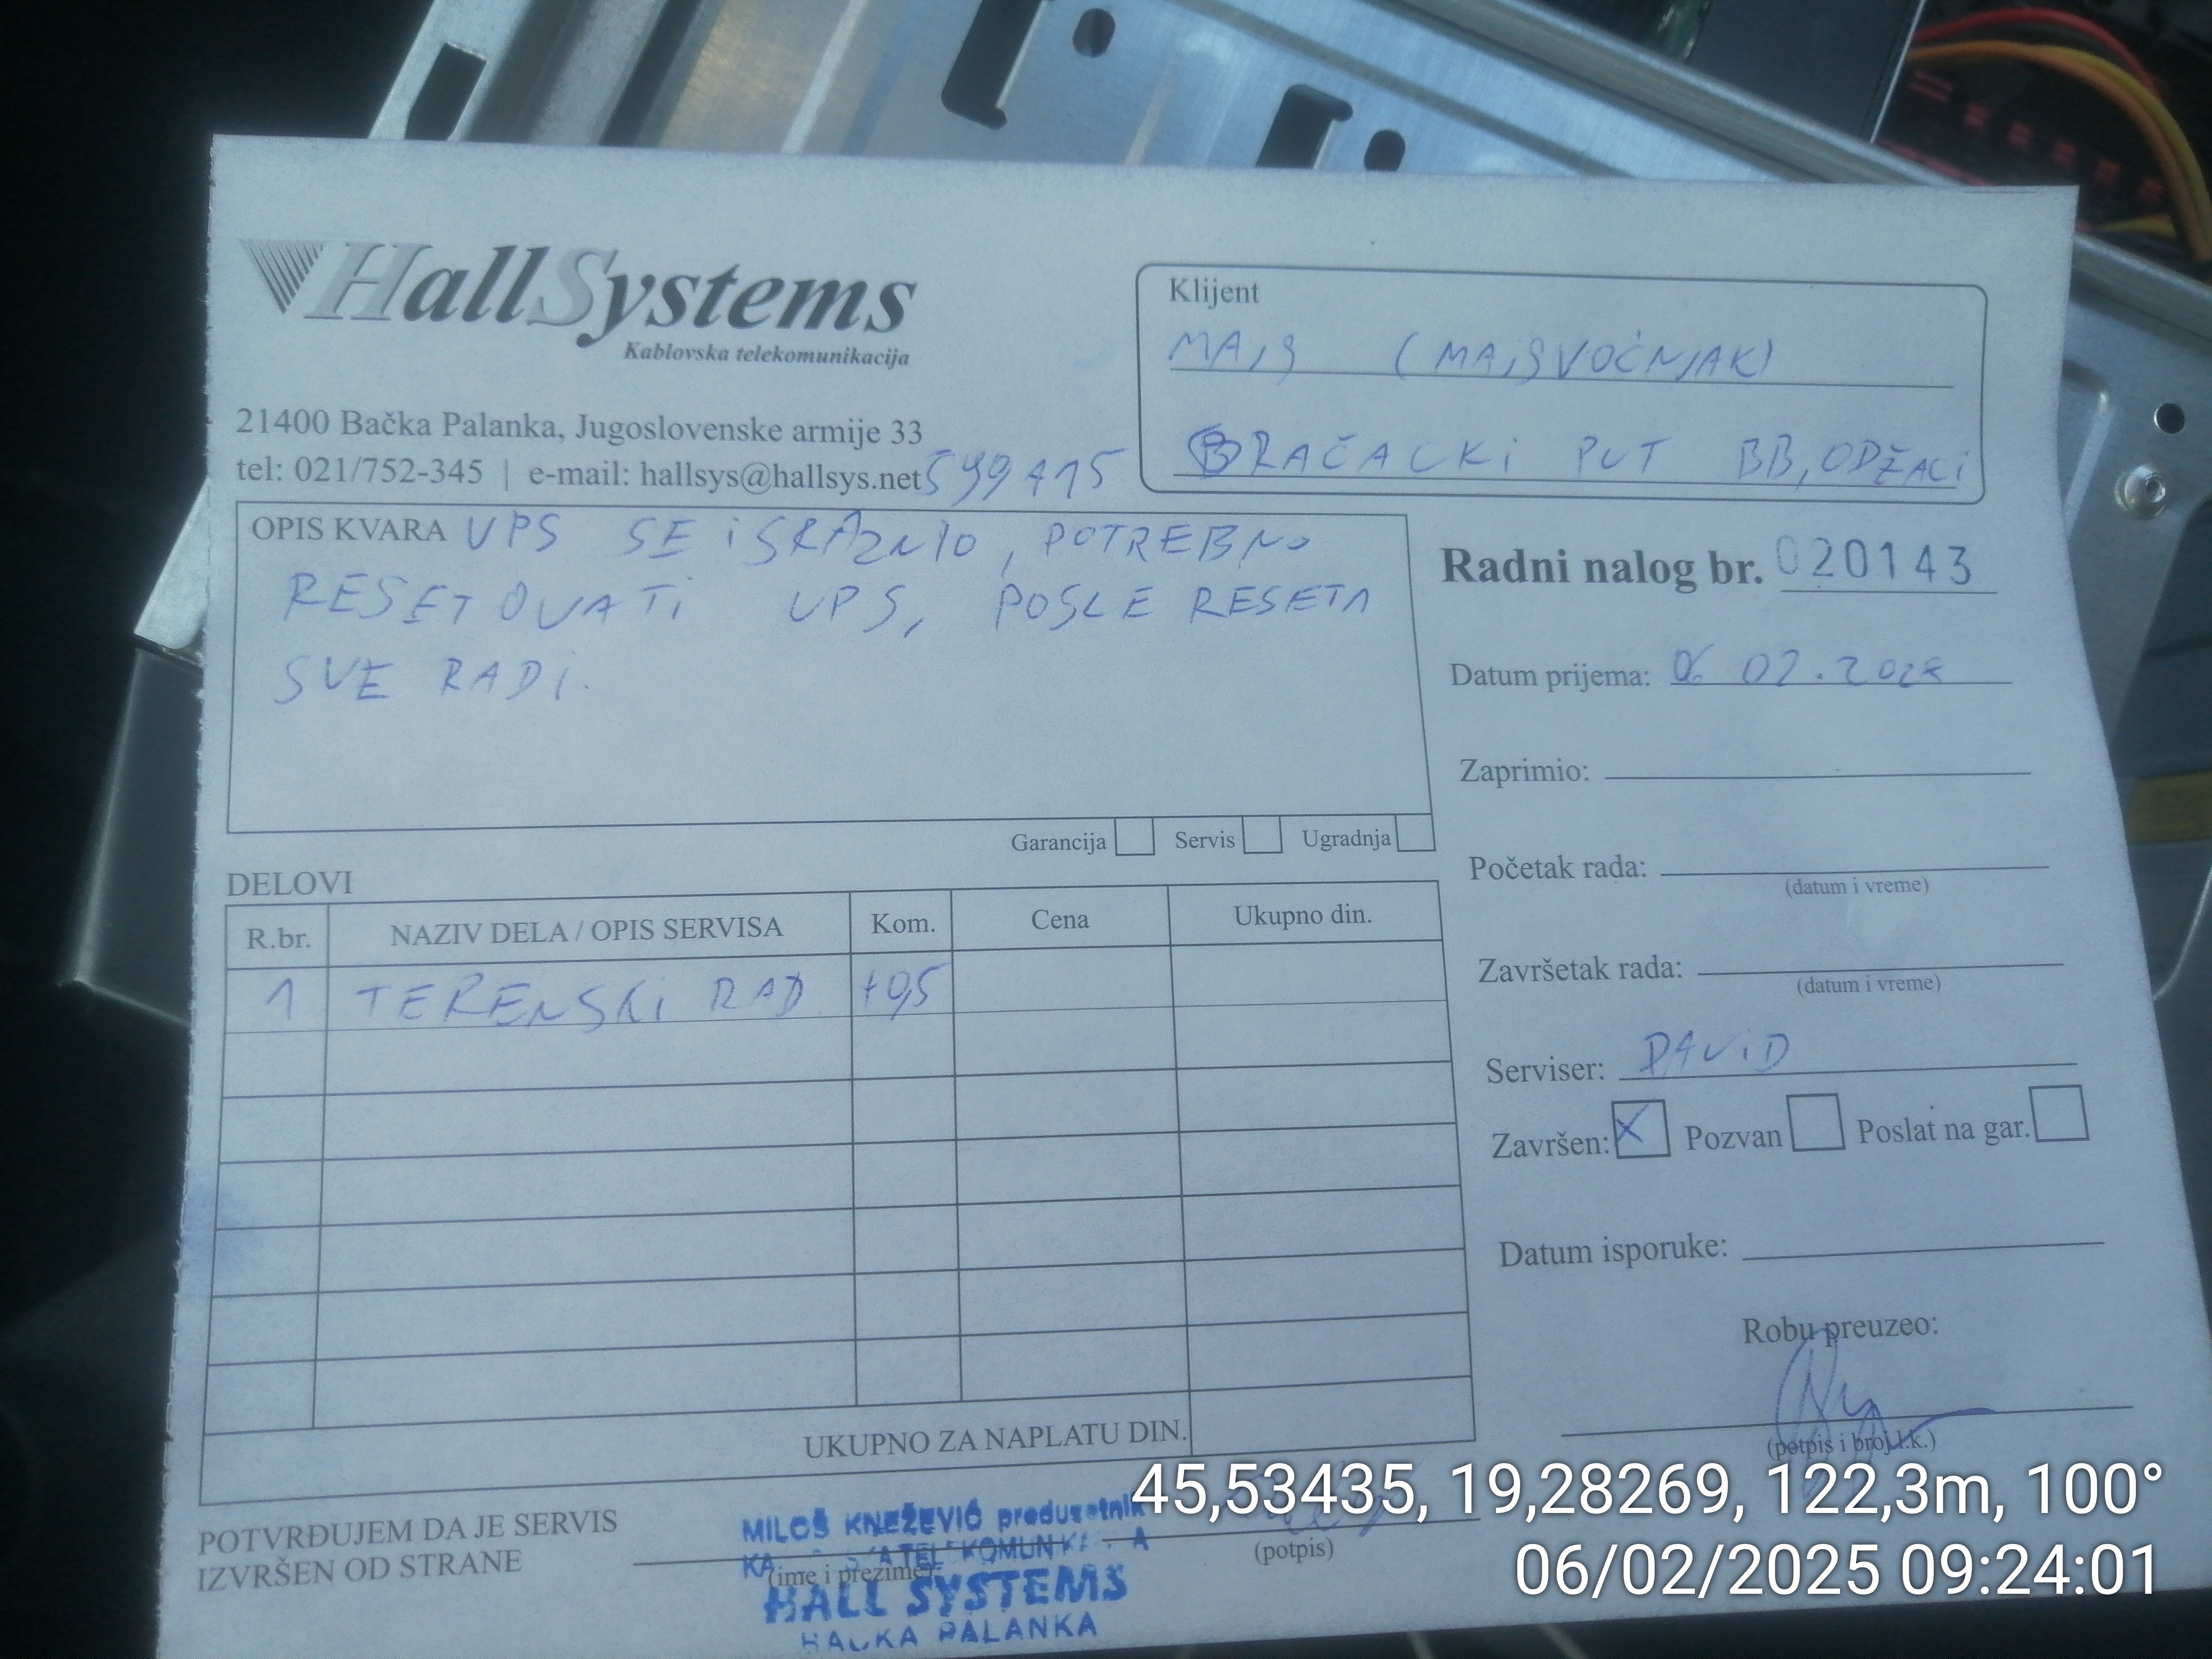 HallSystems
Kablovska telekomunikacija
21400 Bačka Palanka, Jugoslovenske armije 33
tel: 021/752-345 | e-mail: hallsys@hallsys.net
Klijent
MAJS (MAJSVOĆNJAK)
BRAČACKI PUT BB, ODŽACI
OPIS KVARA UPS SE ISRAZNIO, POTREBNO
RESETOVATI UPS, POSLE RESETA
SVE RADI.
Garancija Servis Ugradnja
Radni nalog br. 020143
Datum prijema: 06 02.2025
Zaprimio:
Početak rada:
(datum i vreme)
Završetak rada:
(datum i vreme)
Serviser: DAVID
Završen: X Pozvan Poslat na gar.
Datum isporuke:
Robu preuzeo:
(potpis i broj l.k.)
DELOVI
R.br. NAZIV DELA / OPIS SERVISA Kom. Cena Ukupno din.
1 TERENSKI RAD
UKUPNO ZA NAPLATU DIN.
POTVRĐUJEM DA JE SERVIS
IZVRŠEN OD STRANE
(ime i prezime)
(potpis)
MILOŠ KNEŽEVIĆ preduzetnik
HALL SYSTEMS
BAČKA PALANKA
45,53435, 19,28269, 122,3m, 100°
06/02/2025 09:24:01